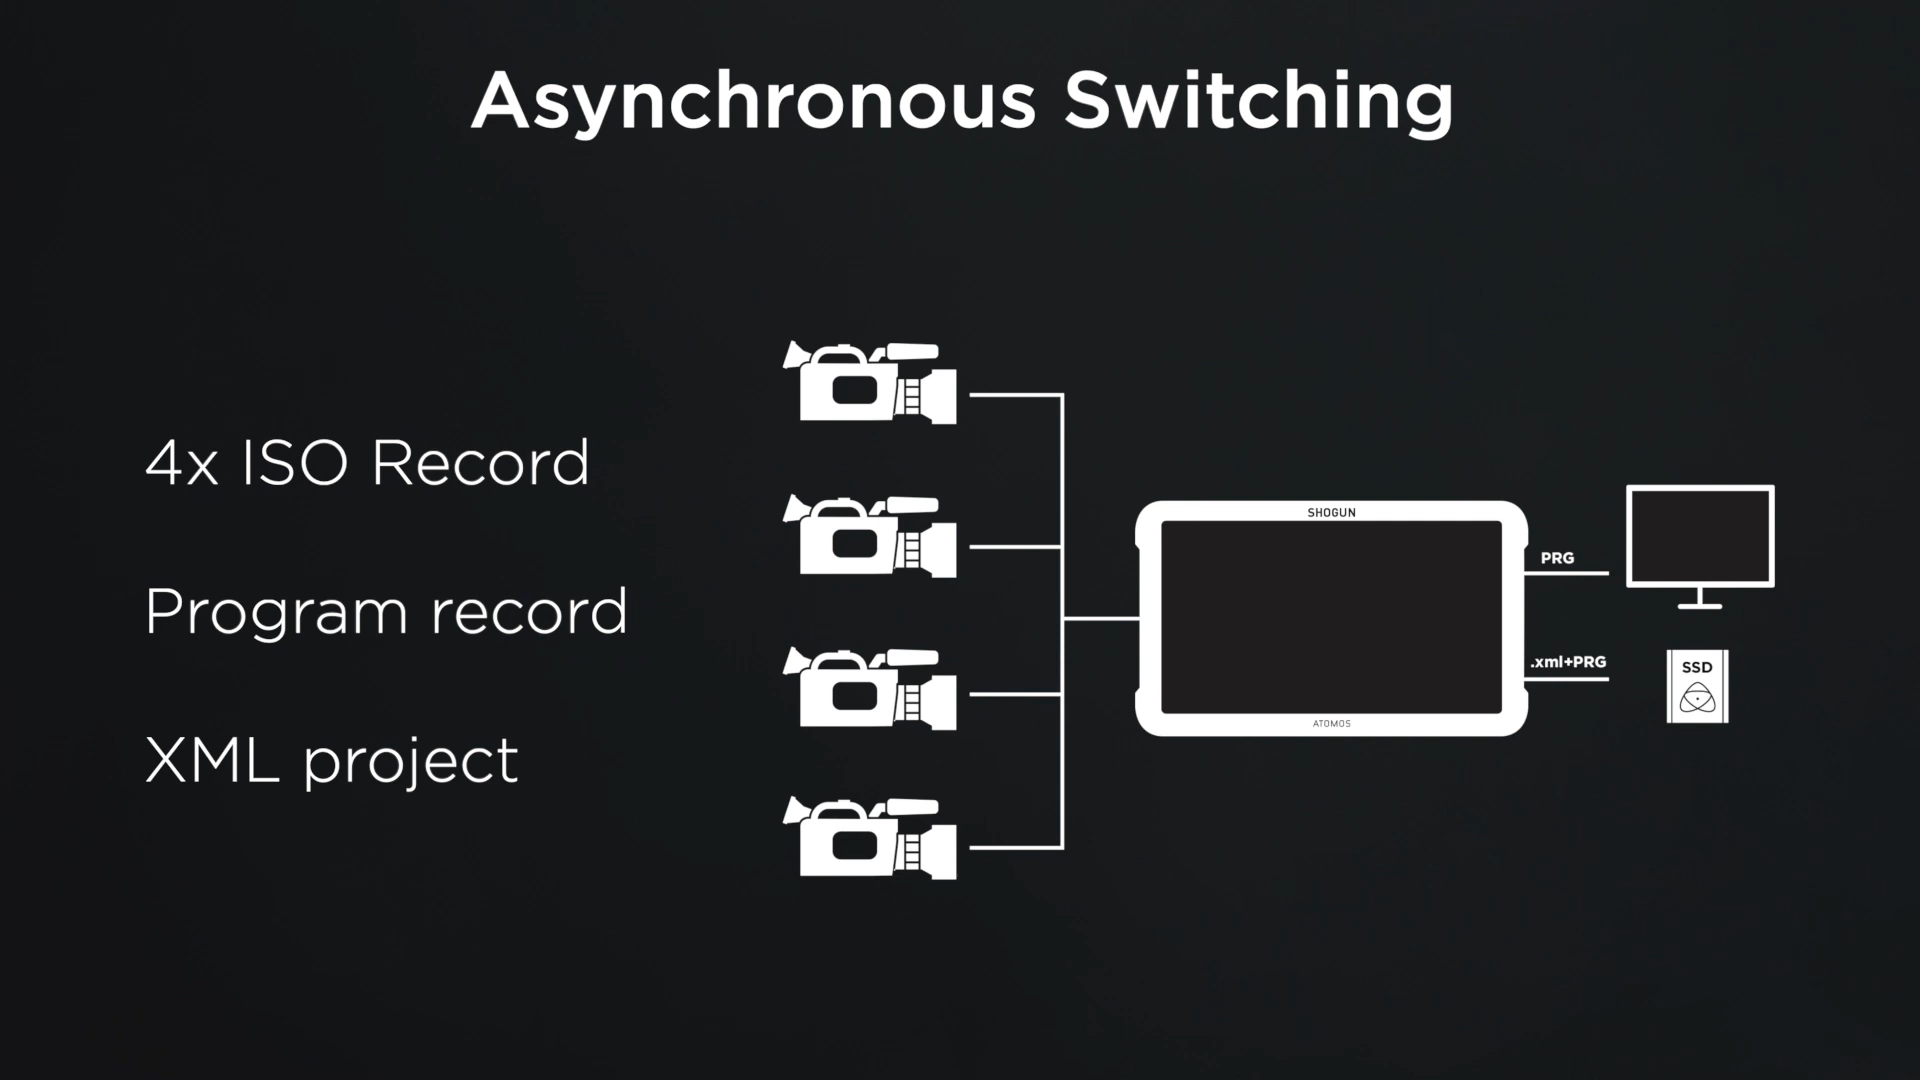 Asynchronous Switching
4x ISO Record
Program record
XML project
SHOGUN
ATOMOS
PRG
.xml+PRG
SSD